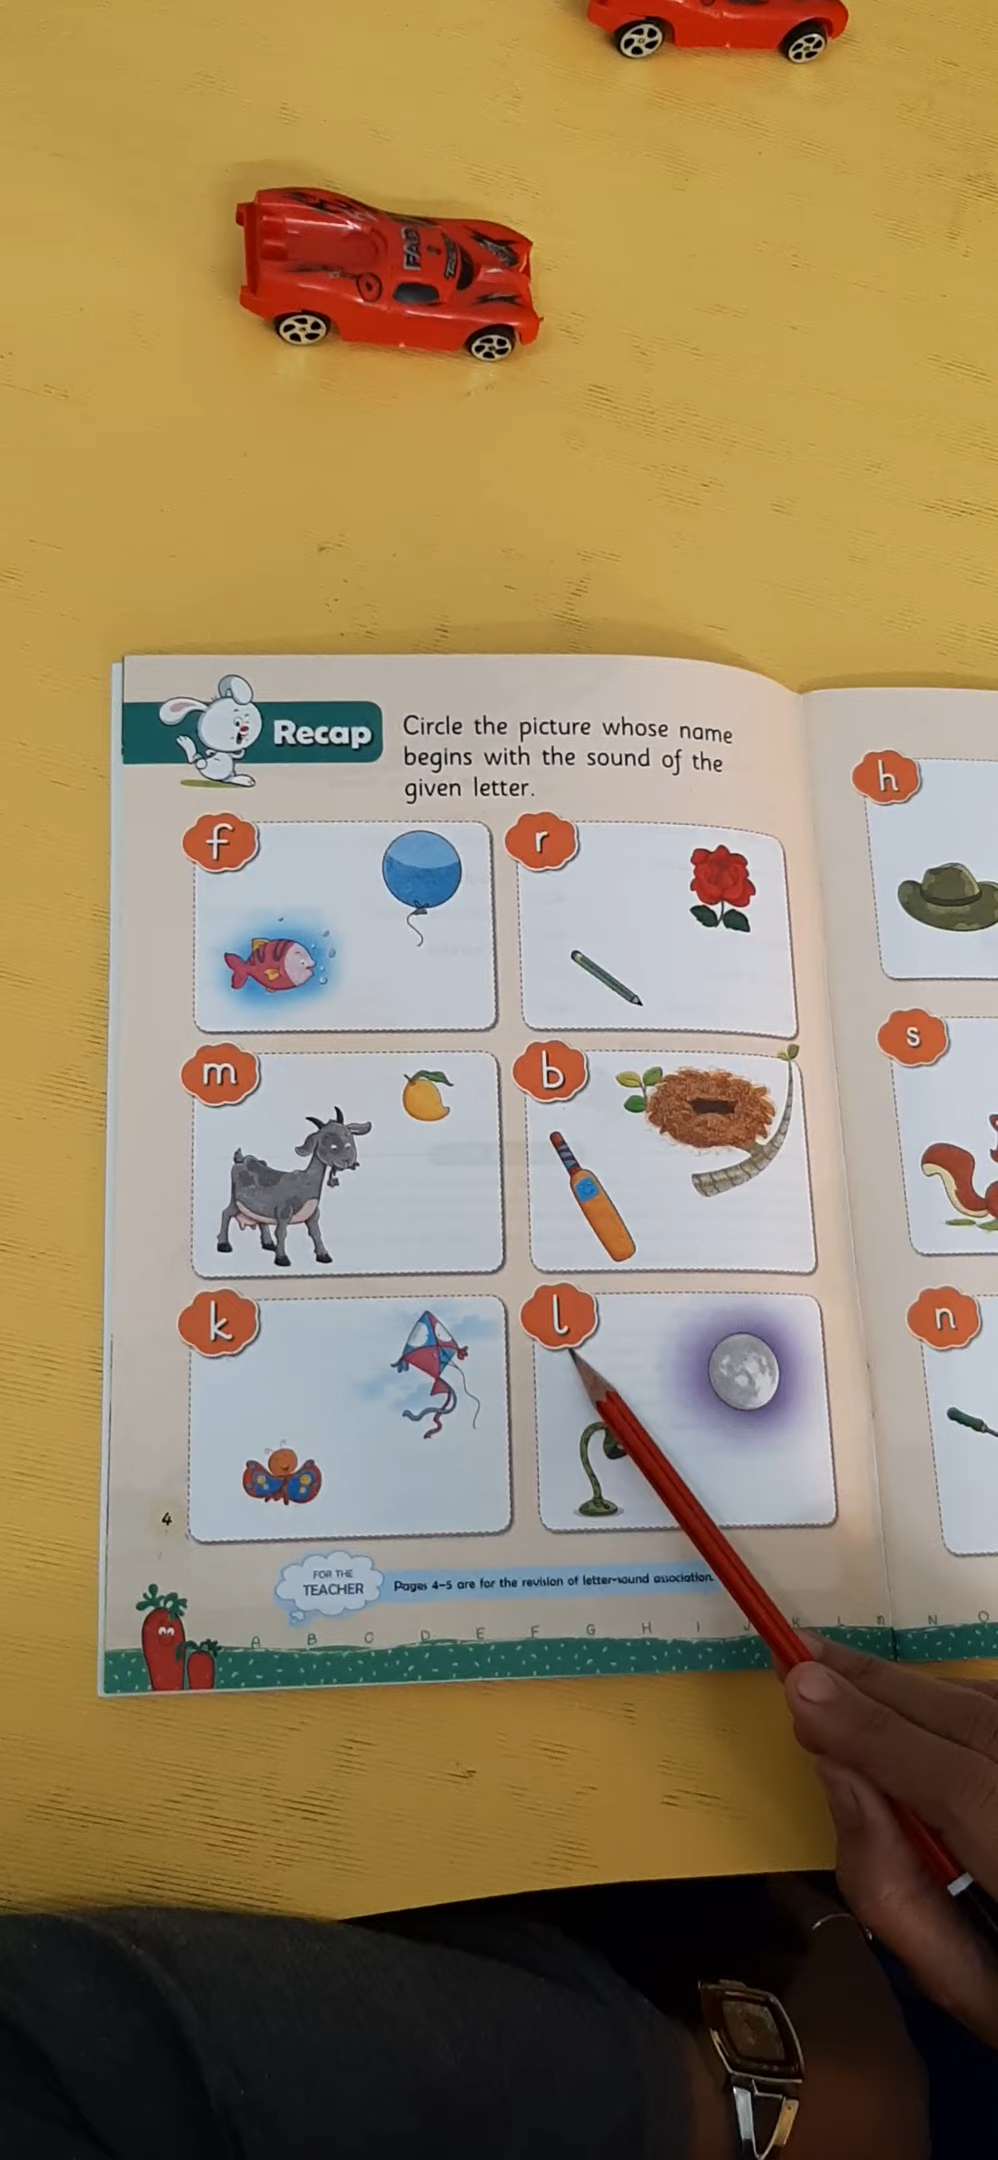 FAD
Recap
Circle the picture whose name
begins with the sound of the
given letter.
f
r
m
b
k
l
4
FOR THE
TEACHER
Pages 4–5 are for the revision of letter-sound association.
A B C D E F G H I J K L M N O
h
s
n